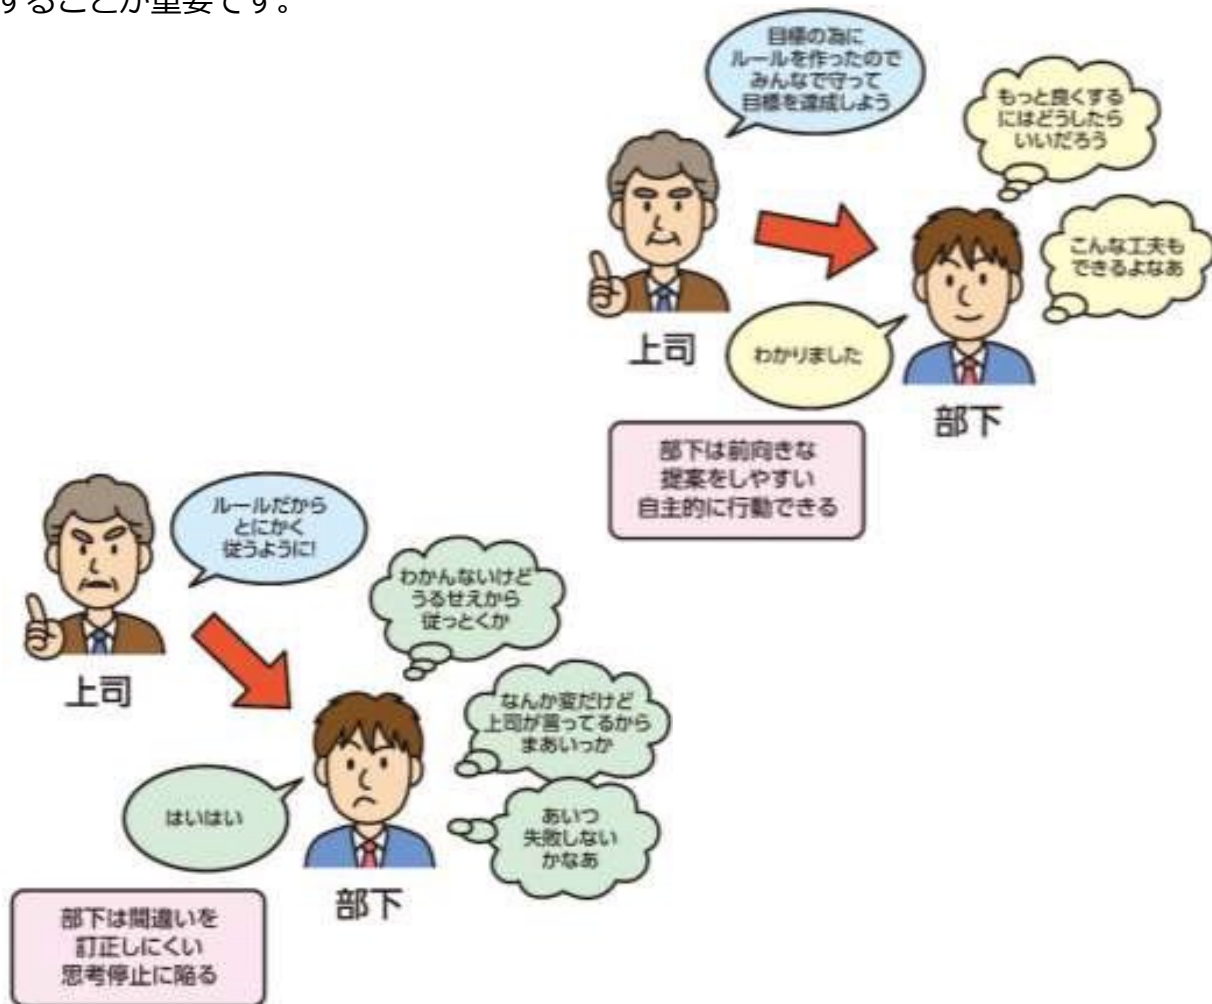 することが重要です。
目標の為に
ルールを作ったので
みんなで守って
目標を達成しよう
もっと良くする
にはどうしたら
いいだろう
こんな工夫も
できるよなあ
上司
わかりました
部下
部下は前向きな
提案をしやすい
自主的に行動できる
ルールだから
とにかく
従うように!
わかんないけど
うるせえから
従っとくか
上司
なんか変だけど
上司が言ってるから
まあいっか
はいはい
あいつ
失敗しない
かなあ
部下
部下は間違いを
訂正しにくい
思考停止に陥る